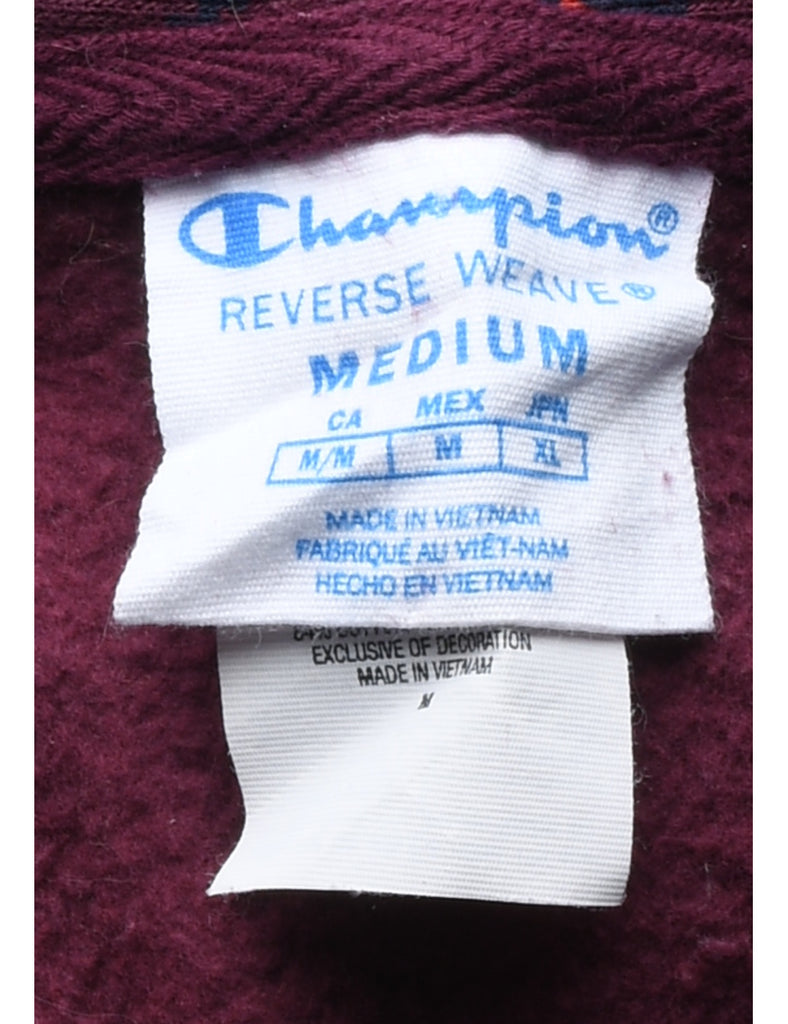 Champion®
REVERSE WEAVE®
MEDIUM
CA MEX JPN
M/M M XL
MADE IN VIETNAM
FABRIQUÉ AU VIÊT-NAM
HECHO EN VIETNAM
EXCLUSIVE OF DECORATION
MADE IN VIETNAM